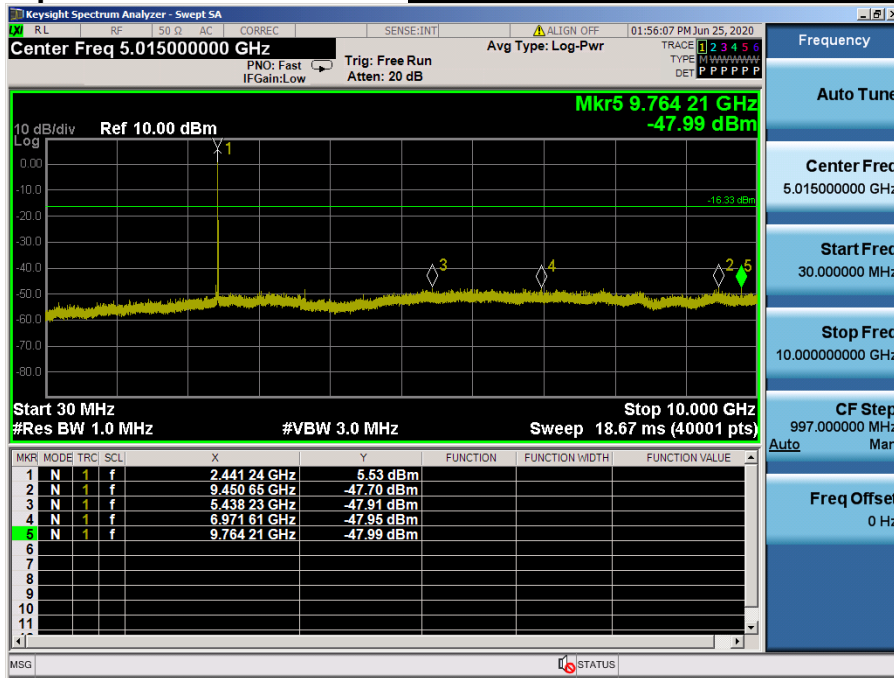 Keysight Spectrum Analyzer - Swept SA
LXI RL RF 50 Ω AC CORREC SENSE:INT ALIGN OFF 01:56:07 PM Jun 25, 2020
Center Freq 5.015000000 GHz
Avg Type: Log-Pwr
TRACE 1 2 3 4 5 6
TYPE M WWWWW
DET P P P P P P
PNO: Fast
IFGain:Low
Trig: Free Run
Atten: 20 dB
Frequency
Mkr5 9.764 21 GHz
-47.99 dBm
10 dB/div
Log
Ref 10.00 dBm
1
0.00
-10.0
-16.33 dBm
-20.0
-30.0
-40.0
3
4
2
5
-50.0
-60.0
-70.0
-80.0
Start 30 MHz
Stop 10.000 GHz
#Res BW 1.0 MHz
#VBW 3.0 MHz
Sweep 18.67 ms (40001 pts)
MKR MODE TRC SCL X Y FUNCTION FUNCTION WIDTH FUNCTION VALUE
1 N 1 f 2.441 24 GHz 5.53 dBm
2 N 1 f 9.450 65 GHz -47.70 dBm
3 N 1 f 5.438 23 GHz -47.91 dBm
4 N 1 f 6.971 61 GHz -47.95 dBm
5 N 1 f 9.764 21 GHz -47.99 dBm
6
7
8
9
10
11
MSG
STATUS
Auto Tune
Center Freq
5.015000000 GHz
Start Freq
30.000000 MHz
Stop Freq
10.000000000 GHz
CF Step
997.000000 MHz
Auto Man
Freq Offset
0 Hz